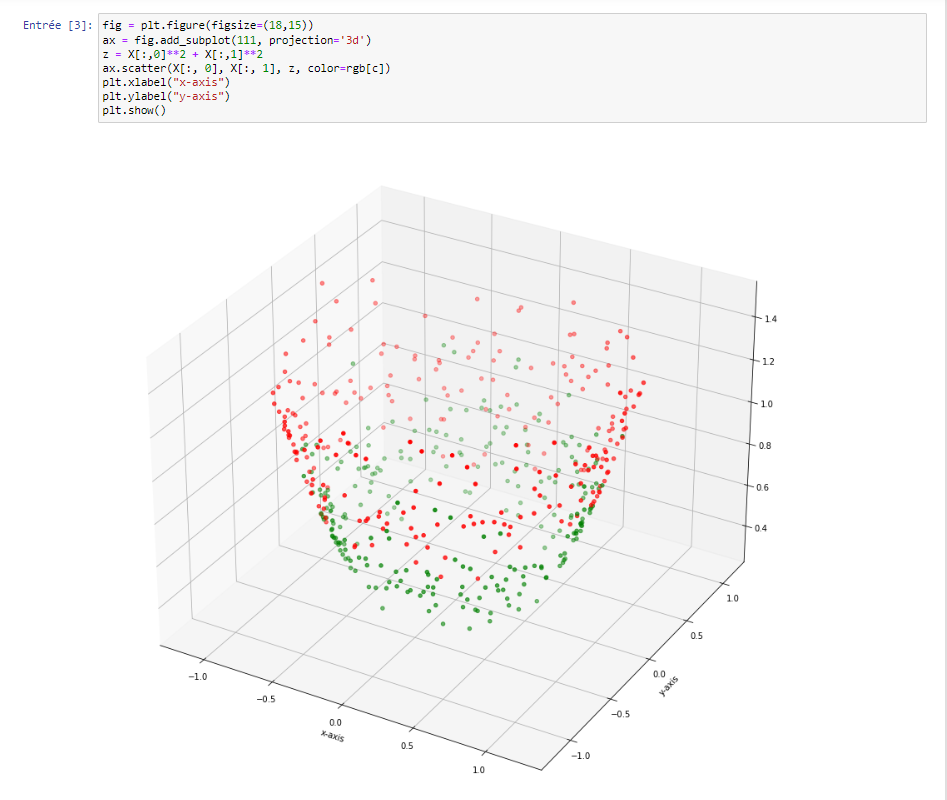 Entrée [3]: fig = plt.figure(figsize=(18,15))
ax = fig.add_subplot(111, projection='3d')
z = X[:,0]**2 + X[:,1]**2
ax.scatter(X[:, 0], X[:, 1], z, color=rgb[c])
plt.xlabel("x-axis")
plt.ylabel("y-axis")
plt.show()
1.4
1.2
1.0
0.8
0.6
0.4
−1.0
−0.5
0.0
0.5
1.0
x-axis
1.0
0.5
0.0
−0.5
−1.0
y-axis